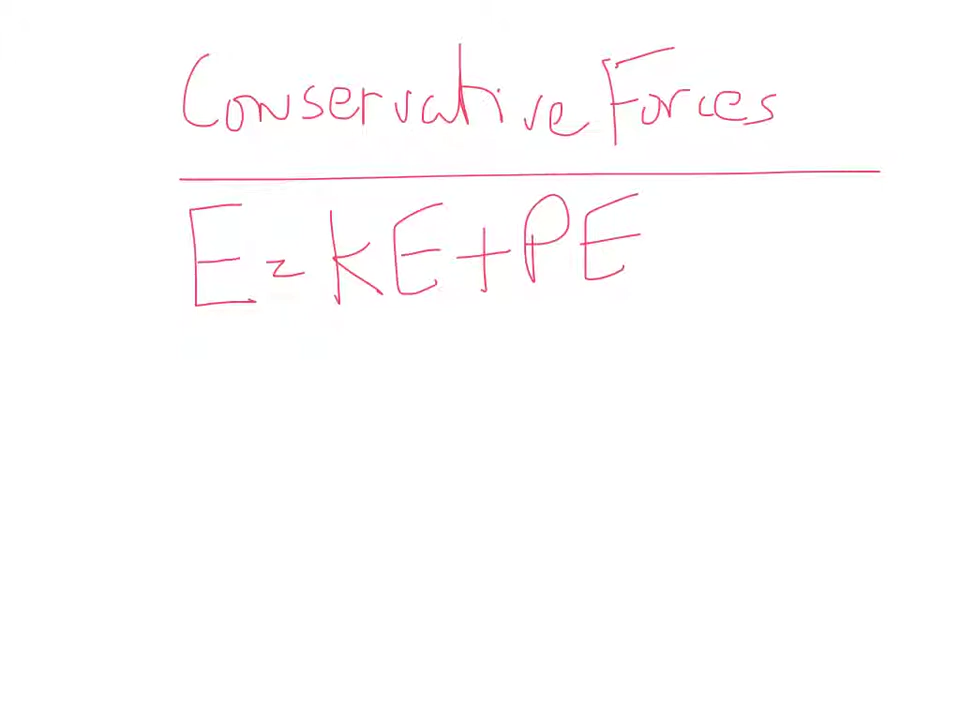 Conservative Forces
E = KE + PE